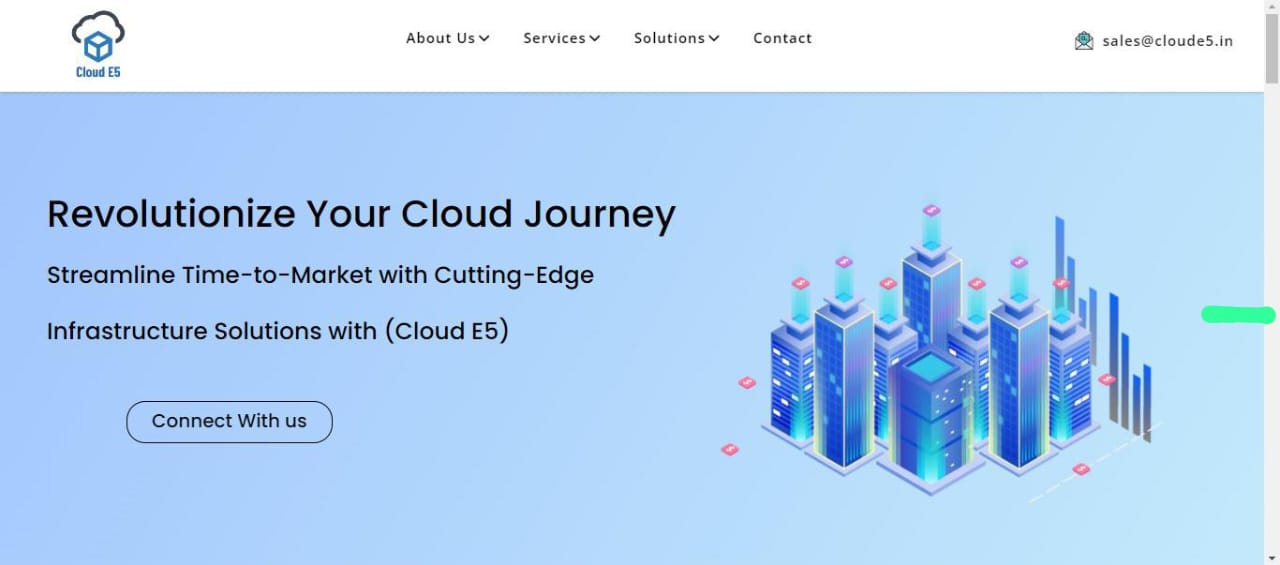 Cloud E5
About Us
Services
Solutions
Contact
sales@cloude5.in
Revolutionize Your Cloud Journey
Streamline Time-to-Market with Cutting-Edge
Infrastructure Solutions with (Cloud E5)
Connect With us